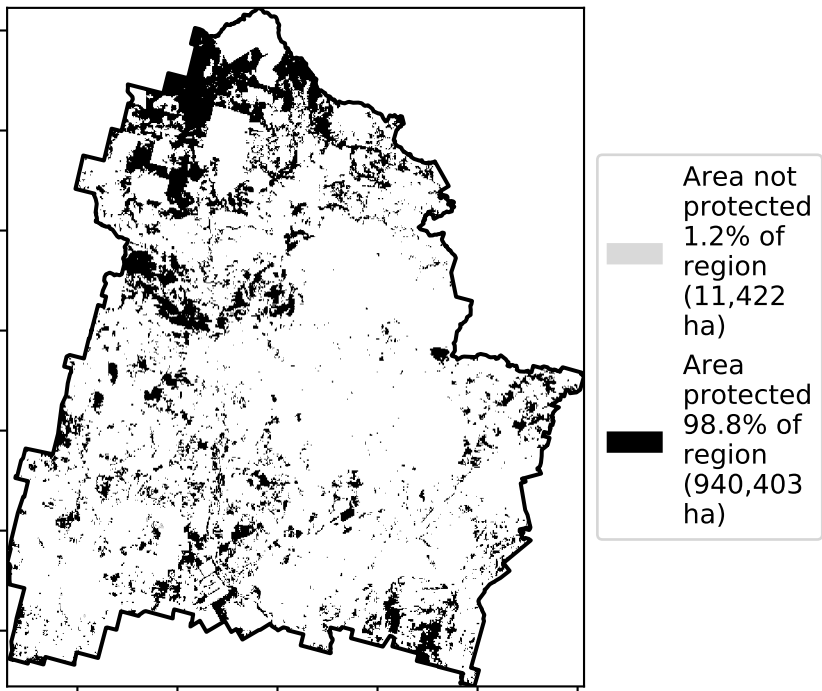 Area not
protected
1.2% of
region
(11,422
ha)
Area
protected
98.8% of
region
(940,403
ha)